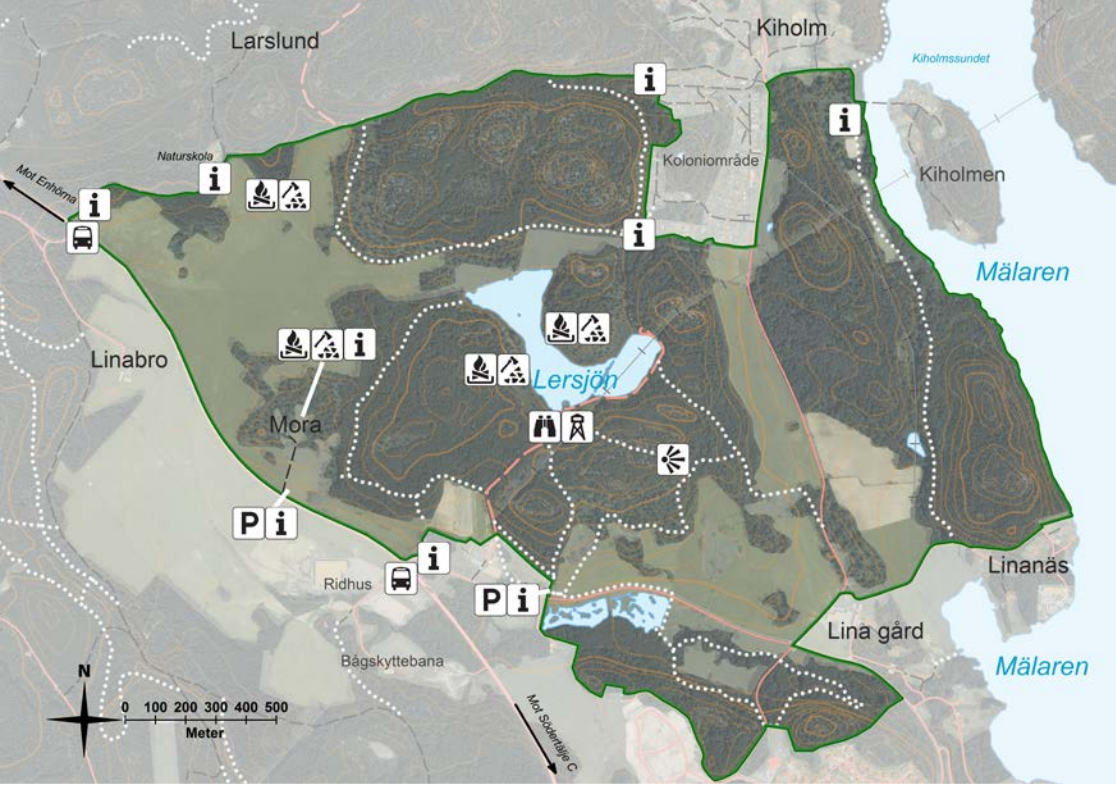 Kiholm
Larslund
Kiholmssundet
i
i
Naturskola
Koloniområde
Kiholmen
Mot Enhörna
i
i
i
Mälaren
Linabro
i
Lersjön
Mora
P i
i
Ridhus
Linanäs
P i
Lina gård
Bågskyttebana
Mälaren
N
0 100 200 300 400 500
Meter
Mot Södertälje C